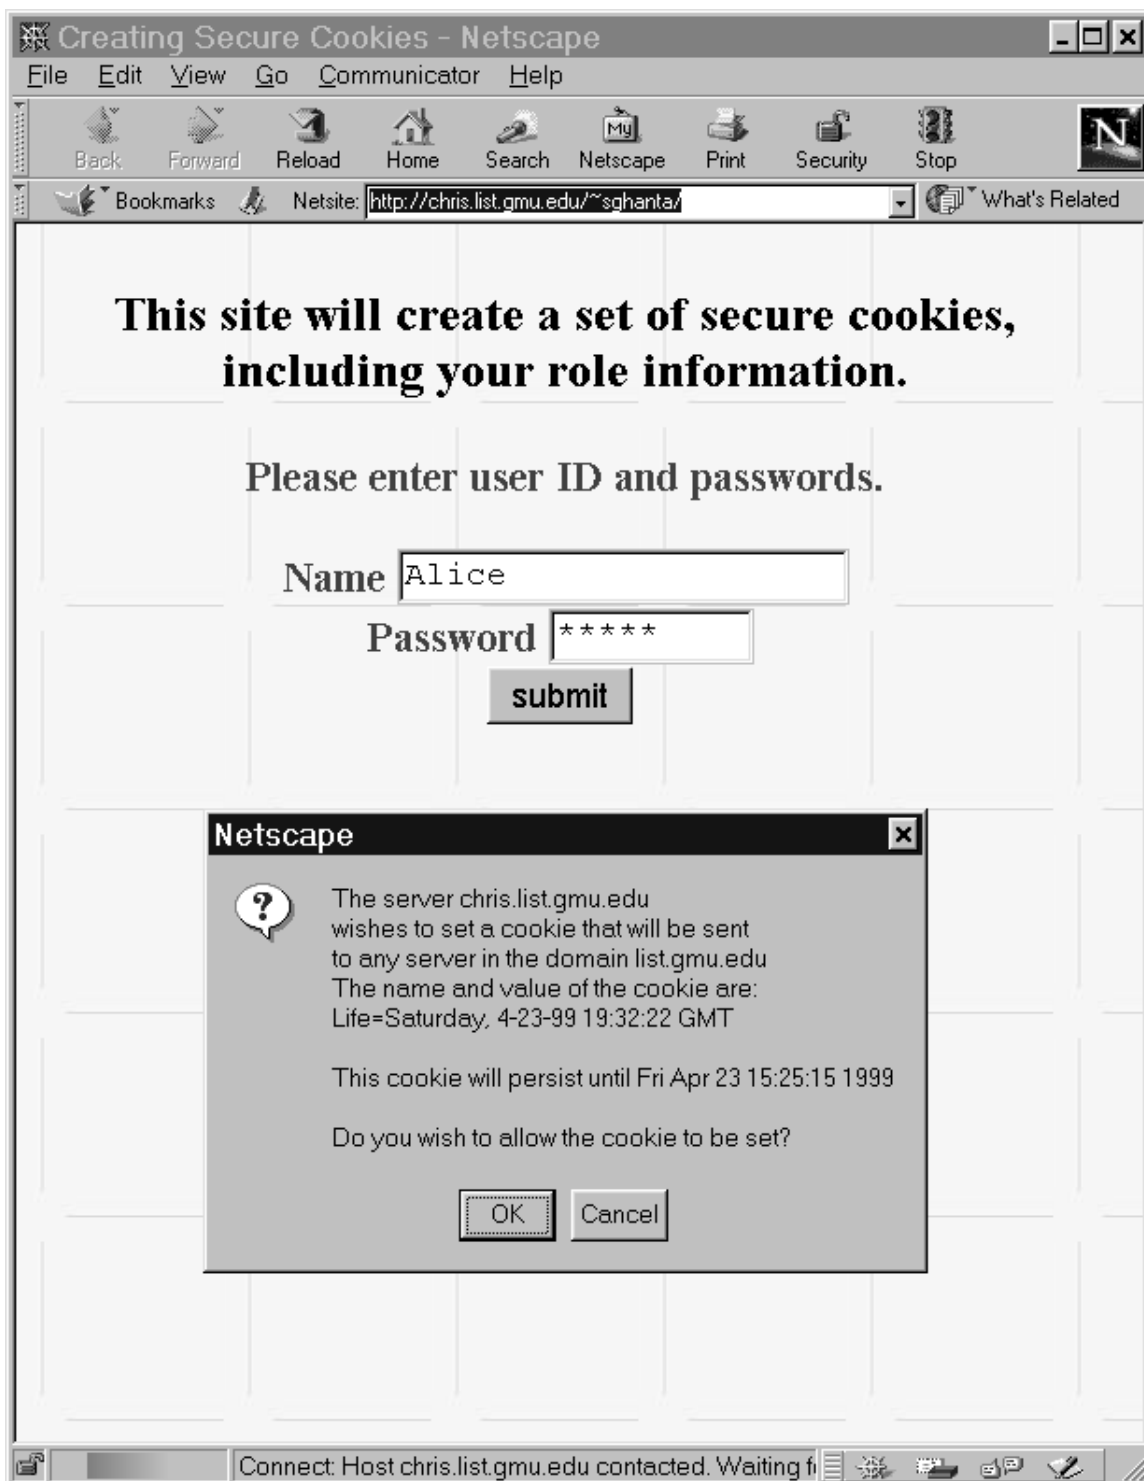 Creating Secure Cookies - Netscape
File Edit View Go Communicator Help
Back Forward Reload Home Search Netscape Print Security Stop
My
N
Bookmarks Netsite: http://chris.list.gmu.edu/~sghanta/ What's Related
This site will create a set of secure cookies,
including your role information.
Please enter user ID and passwords.
Name Alice
Password *****
submit
Netscape
?
The server chris.list.gmu.edu
wishes to set a cookie that will be sent
to any server in the domain list.gmu.edu
The name and value of the cookie are:
Life=Saturday, 4-23-99 19:32:22 GMT
This cookie will persist until Fri Apr 23 15:25:15 1999
Do you wish to allow the cookie to be set?
OK Cancel
Connect: Host chris.list.gmu.edu contacted. Waiting